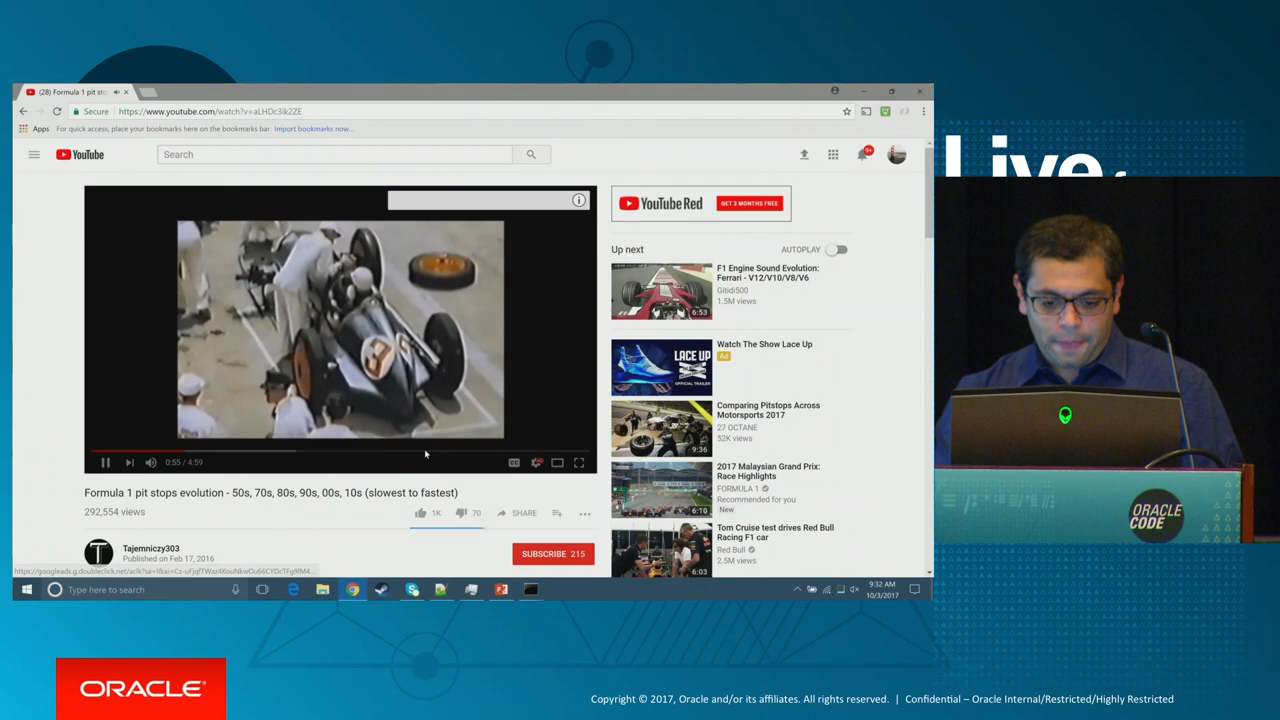 (28) Formula 1 pit sto
Secure
https://www.youtube.com/watch?v=aLHDc3ik2ZE
Apps
For quick access, place your bookmarks here on the bookmarks bar. Import bookmarks now...
YouTube
Search
9+
YouTube Red
GET 3 MONTHS FREE
Up next
AUTOPLAY
F1 Engine Sound Evolution:
Ferrari - V12/V10/V8/V6
Gitidi500
1.5M views
6:53
Watch The Show Lace Up
Ad
LACE UP
OFFICIAL TRAILER
Comparing Pitstops Across
Motorsports 2017
27 OCTANE
52K views
9:36
2017 Malaysian Grand Prix:
Race Highlights
FORMULA 1
Recommended for you
New
6:10
Tom Cruise test drives Red Bull
Racing F1 car
Red Bull
2.5M views
6:03
0:55 / 4:59
Formula 1 pit stops evolution - 50s, 70s, 80s, 90s, 00s, 10s (slowest to fastest)
292,554 views
1K
70
SHARE
Tajemniczy303
Published on Feb 17, 2016
SUBSCRIBE 215
Type here to search
9:32 AM
10/3/2017
Live
ORACLE
CODE
ORACLE
Copyright © 2017, Oracle and/or its affiliates. All rights reserved. | Confidential – Oracle Internal/Restricted/Highly Restricted